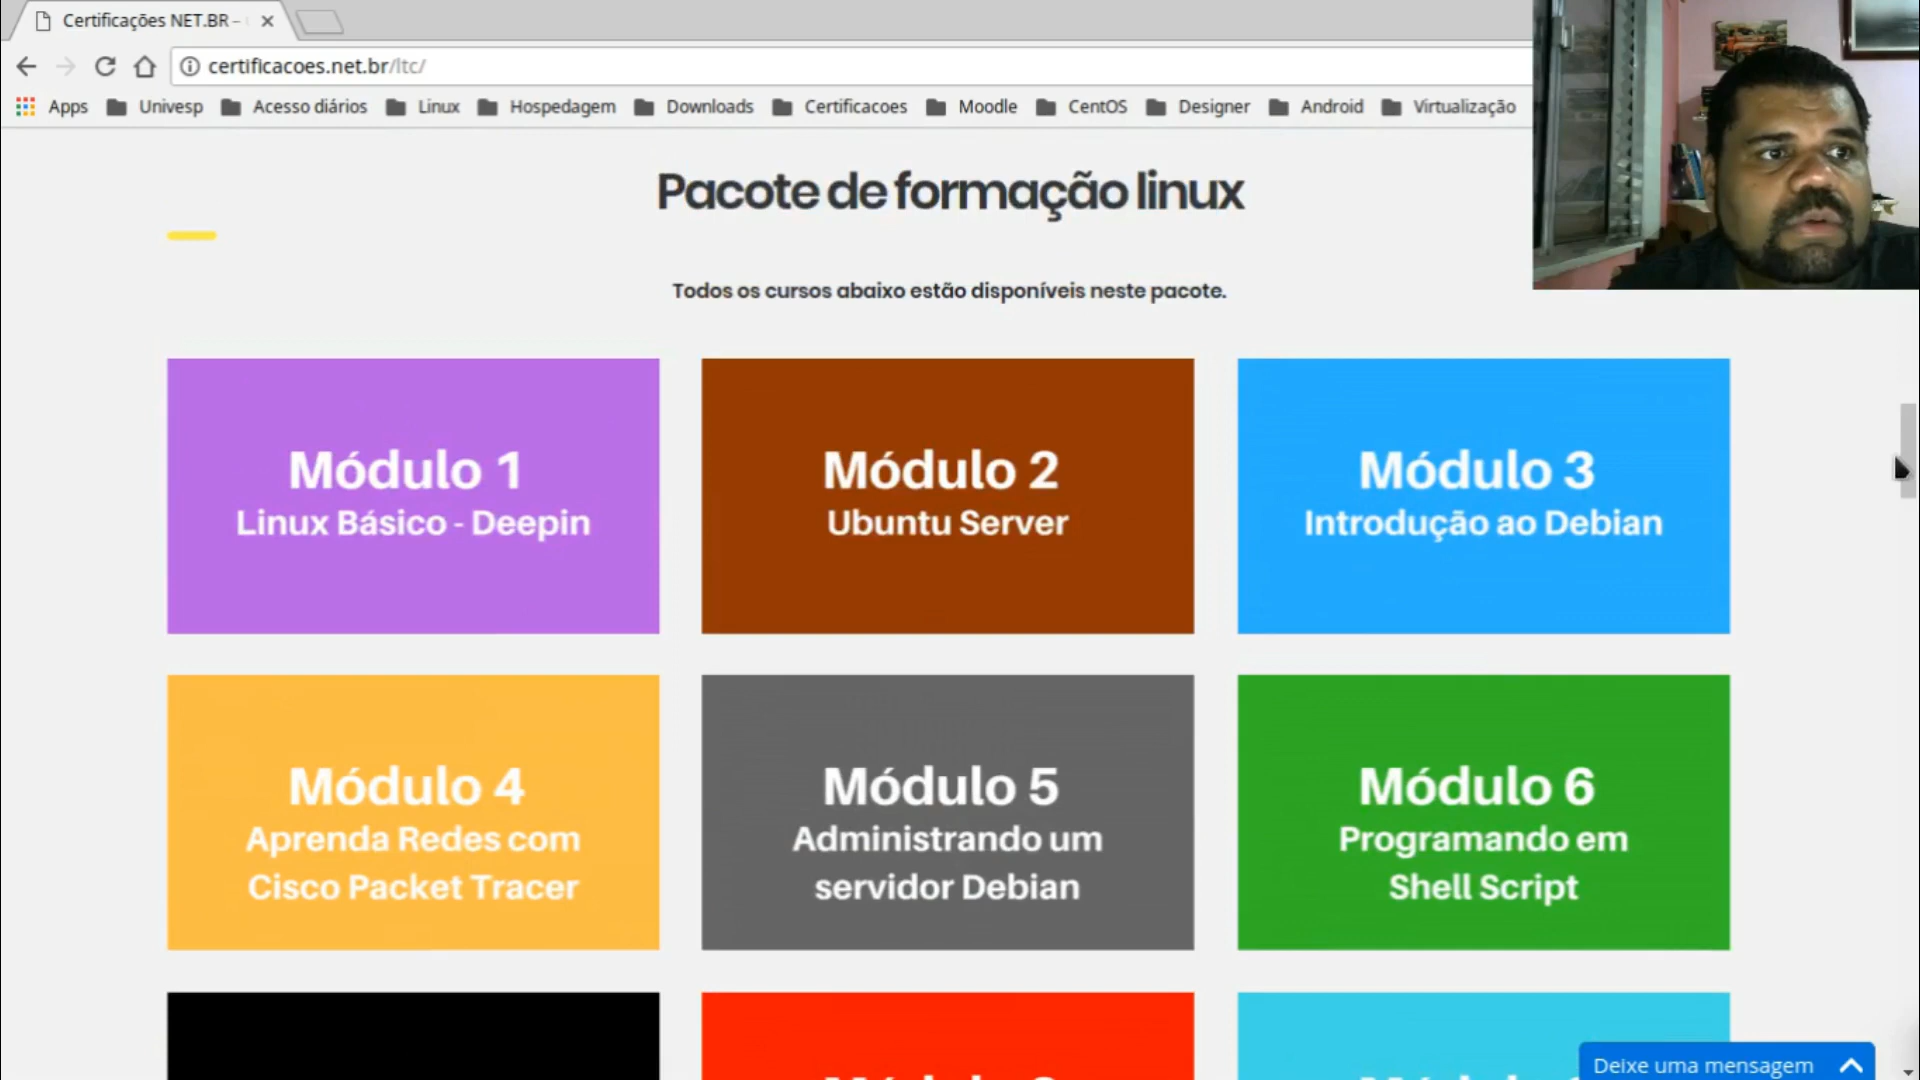 Certificações NET.BR –
certificacoes.net.br/ltc/
Apps Univesp Acesso diários Linux Hospedagem Downloads Certificacoes Moodle CentOS Designer Android Virtualização
Pacote de formação linux
Todos os cursos abaixo estão disponíveis neste pacote.
Módulo 1
Linux Básico - Deepin
Módulo 2
Ubuntu Server
Módulo 3
Introdução ao Debian
Módulo 4
Aprenda Redes com
Cisco Packet Tracer
Módulo 5
Administrando um
servidor Debian
Módulo 6
Programando em
Shell Script
Deixe uma mensagem